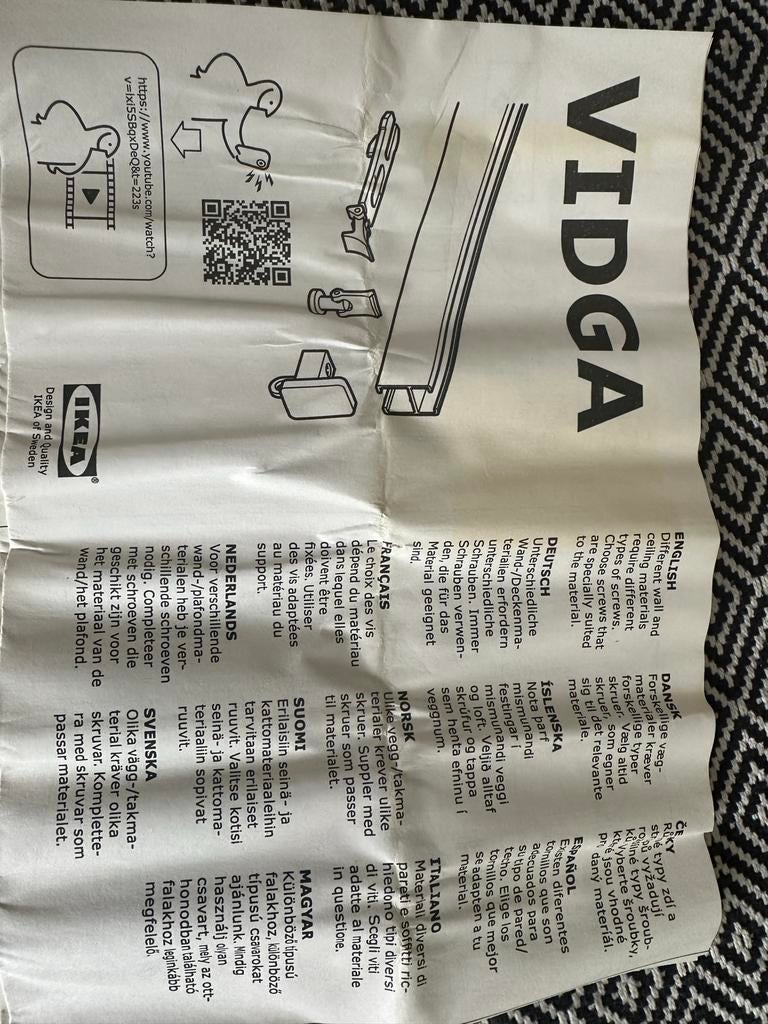 VIDGA
https://www.youtube.com/watch?
v=lxi5SBqxDeQ&t=223s
IKEA®
Design and Quality
IKEA of Sweden
ENGLISH
Different wall and
ceiling materials
require different
types of screws.
Choose screws that
are specially suited
to the material.
DEUTSCH
Unterschiedliche
Wand-/Deckenma-
terialien erfordern
unterschiedliche
Schrauben. Immer
Schrauben verwen-
den, die für das
Material geeignet
sind.
FRANÇAIS
Le choix des vis
dépend du matériau
dans lequel elles
doivent être
fixées. Utiliser
des vis adaptées
au matériau du
support.
NEDERLANDS
Voor verschillende
wand-/plafondma-
terialen heb je ver-
schillende schroeven
nodig. Completeer
met schroeven die
geschikt zijn voor
het materiaal van de
wand/het plafond.
DANSK
Forskellige væg-
materialer kræver
forskellige typer
skruer. Vælg altid
skruer, som egner
sig til det relevante
materiale.
ÍSLENSKA
Nota þarf
mismunandi
festingar í
mismunandi veggi
og loft. Veljið alltaf
skrúfur og tappa
sem henta efninu í
veggnum.
NORSK
Ulike vegg-/takma-
terialer krever ulike
skruer. Suppler med
skruer som passer
til materialet.
SUOMI
Erilaisiin seinä- ja
kattomateriaaleihin
tarvitaan erilaiset
ruuvit. Valitse kotisi
seinä- ja kattoma-
teriaaliin sopivat
ruuvit.
SVENSKA
Olika vägg-/takma-
terial kräver olika
skruvar. Komplette-
ra med skruvar som
passar materialet.
typy zdí a
vyžadují
typy šroub-
Vyberte šroubky,
jsou vhodné
daný materiál.
ESPAÑOL
Existen diferentes
tornillos que son
adecuados para
su tipo de pared/
techo. Elige los
tornillos que mejor
se adapten a tu
material.
ITALIANO
Materiali diversi di
pareti e soffitti ric-
hiedono tipi diversi
di viti. Scegli viti
adatte al materiale
in questione.
MAGYAR
Különböző típusú
falakhoz különböző
típusú csavarokat
ajánlunk. Mindig
használj olyan
csavart, mely az ott-
honodban található
falakhoz leginkább
megfelelő.